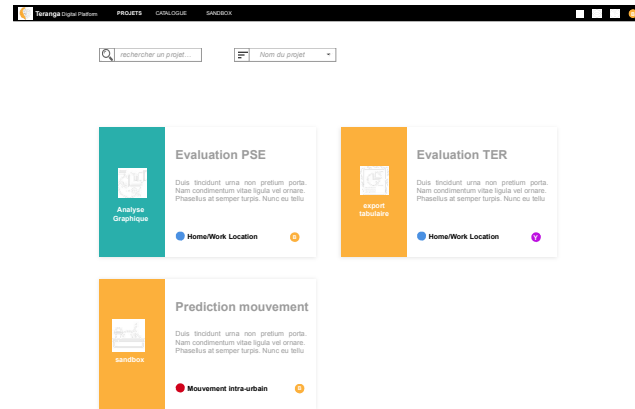 Teranga Digital Platform PROJETS CATALOGUE SANDBOX
rechercher un projet... Nom du projet
Evaluation PSE
Duis tincidunt urna non pretium porta.
Nam condimentum vitae ligula vel ornare.
Phasellus at semper turpis. Nunc eu tellu
Analyse
Graphique
Home/Work Location
Evaluation TER
Duis tincidunt urna non pretium porta.
Nam condimentum vitae ligula vel ornare.
Phasellus at semper turpis. Nunc eu tellu
export
tabulaire
Home/Work Location Y
Prediction mouvement
Duis tincidunt urna non pretium porta.
Nam condimentum vitae ligula vel ornare.
Phasellus at semper turpis. Nunc eu tellu
sandbox
Mouvement intra-urbain